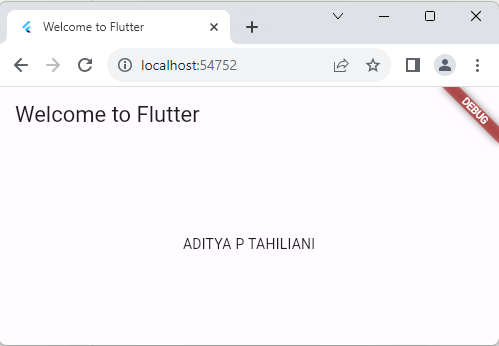 Welcome to Flutter
localhost:54752
Welcome to Flutter
DEBUG
ADITYA P TAHILIANI